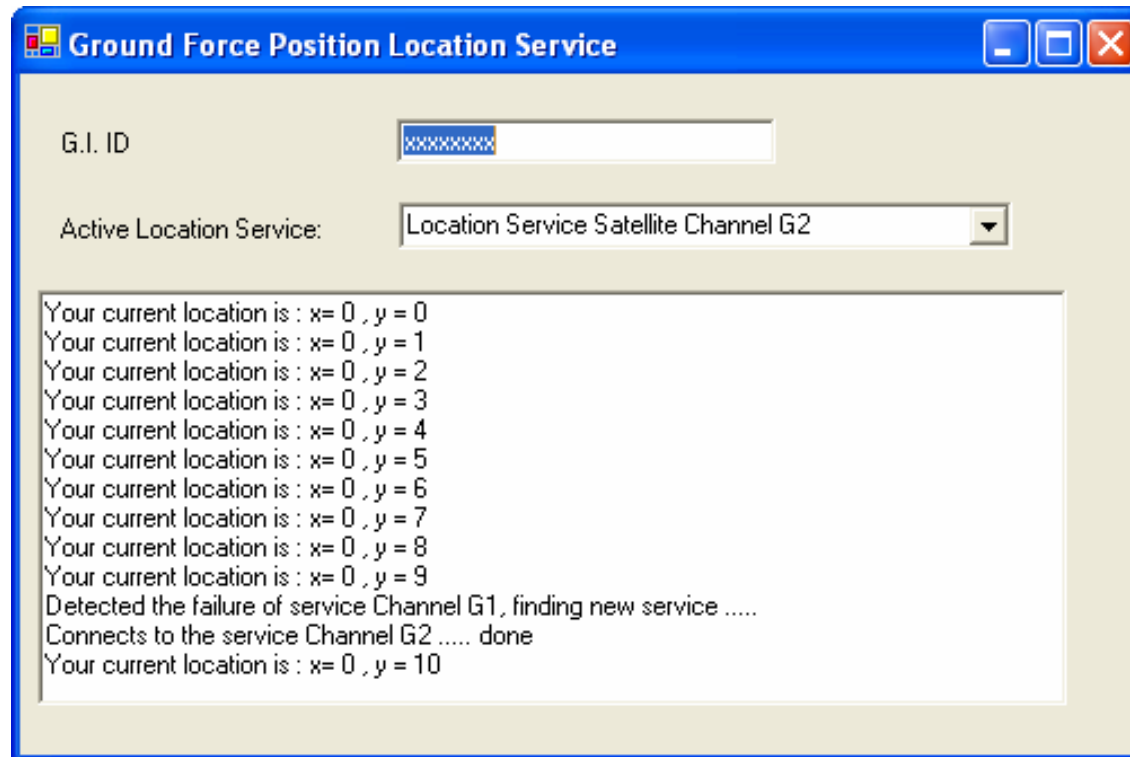 Ground Force Position Location Service
G.I. ID
xxxxxxxx
Active Location Service:
Location Service Satellite Channel G2
Your current location is : x= 0 , y = 0
Your current location is : x= 0 , y = 1
Your current location is : x= 0 , y = 2
Your current location is : x= 0 , y = 3
Your current location is : x= 0 , y = 4
Your current location is : x= 0 , y = 5
Your current location is : x= 0 , y = 6
Your current location is : x= 0 , y = 7
Your current location is : x= 0 , y = 8
Your current location is : x= 0 , y = 9
Detected the failure of service Channel G1, finding new service .....
Connects to the service Channel G2 ..... done
Your current location is : x= 0 , y = 10